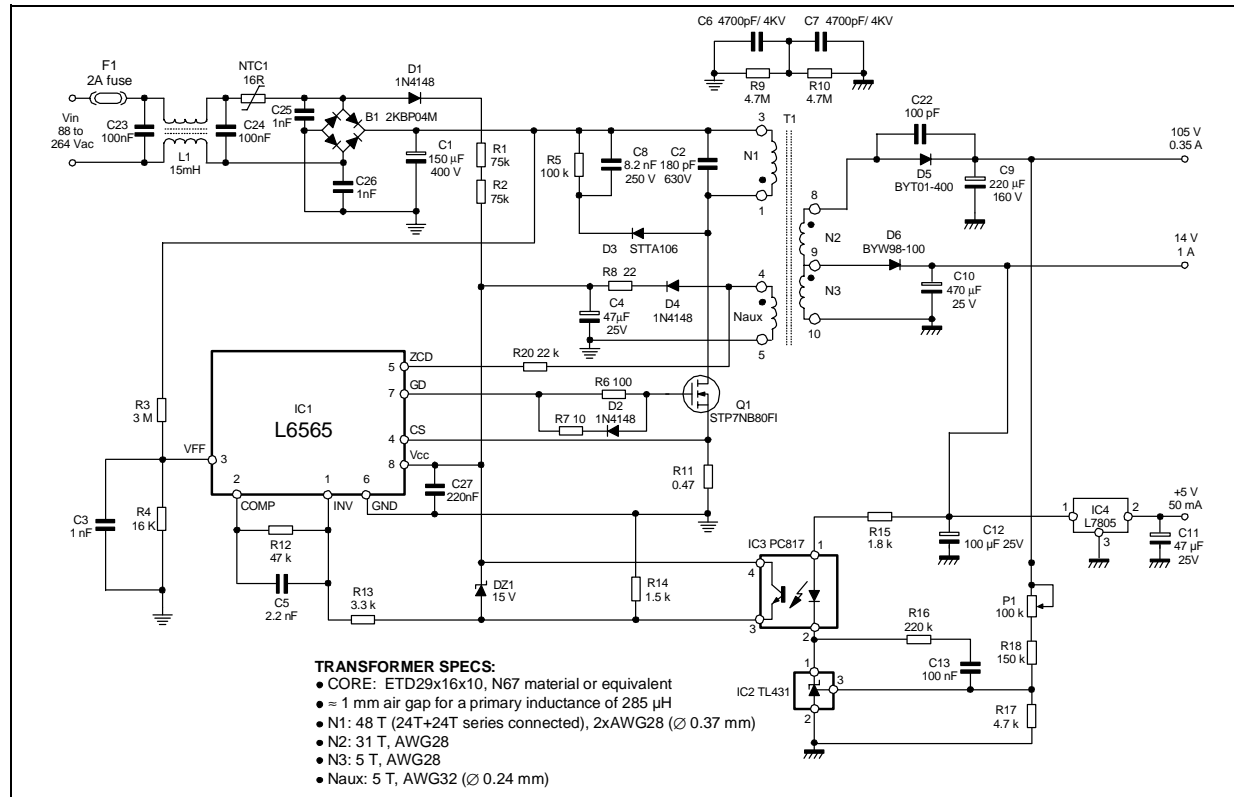 C6 4700pF/ 4KV
C7 4700pF/ 4KV
R9
4.7M
R10
4.7M
F1
2A fuse
NTC1
16R
D1
1N4148
Vin
88 to
264 Vac
C23
100nF
L1
15mH
C24
100nF
C25
1nF
B1
2KBP04M
C26
1nF
C1
150 µF
400 V
R1
75k
R2
75k
R5
100 k
C8
8.2 nF
250 V
C2
180 pF
630V
3
T1
N1
1
D3
STTA106
C22
100 pF
D5
BYT01-400
C9
220 µF
160 V
105 V
0.35 A
8
N2
9
D6
BYW98-100
N3
10
C10
470 µF
25 V
14 V
1 A
R8 22
D4
1N4148
C4
47µF
25V
4
Naux
5
R20 22 k
5
ZCD
7
GD
4
CS
8
Vcc
IC1
L6565
VFF
3
2
COMP
1
INV
6
GND
R6 100
D2
1N4148
R7 10
Q1
STP7NB80FI
R11
0.47
R3
3 M
R4
16 K
C3
1 nF
C27
220nF
R12
47 k
C5
2.2 nF
R13
3.3 k
DZ1
15 V
R14
1.5 k
IC3 PC817
1
4
3
2
R15
1.8 k
C12
100 µF 25V
1
IC4
L7805
2
3
+5 V
50 mA
C11
47 µF
25V
R16
220 k
C13
100 nF
P1
100 k
R18
150 k
R17
4.7 k
1
IC2 TL431
3
2
TRANSFORMER SPECS:
● CORE: ETD29x16x10, N67 material or equivalent
● ≈ 1 mm air gap for a primary inductance of 285 µH
● N1: 48 T (24T+24T series connected), 2xAWG28 (∅ 0.37 mm)
● N2: 31 T, AWG28
● N3: 5 T, AWG28
● Naux: 5 T, AWG32 (∅ 0.24 mm)